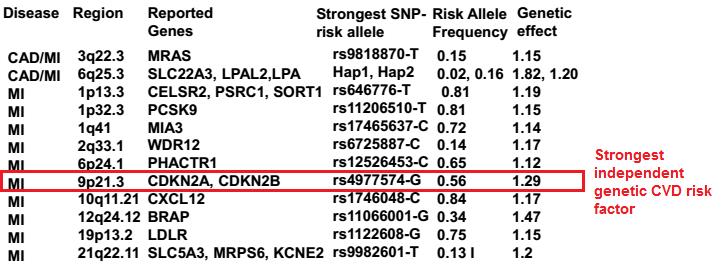 Disease Region Reported Genes Strongest SNP-risk allele Risk Allele Frequency Genetic effect
CAD/MI 3q22.3 MRAS rs9818870-T 0.15 1.15
CAD/MI 6q25.3 SLC22A3, LPAL2,LPA Hap1, Hap2 0.02, 0.16 1.82, 1.20
MI 1p13.3 CELSR2, PSRC1, SORT1 rs646776-T 0.81 1.19
MI 1p32.3 PCSK9 rs11206510-T 0.81 1.15
MI 1q41 MIA3 rs17465637-C 0.72 1.14
MI 2q33.1 WDR12 rs6725887-C 0.14 1.17
MI 6p24.1 PHACTR1 rs12526453-C 0.65 1.12
MI 9p21.3 CDKN2A, CDKN2B rs4977574-G 0.56 1.29
MI 10q11.21 CXCL12 rs1746048-C 0.84 1.17
MI 12q24.12 BRAP rs11066001-G 0.34 1.47
MI 19p13.2 LDLR rs1122608-G 0.75 1.15
MI 21q22.11 SLC5A3, MRPS6, KCNE2 rs9982601-T 0.13 I 1.2
Strongest
independent
genetic CVD risk
factor